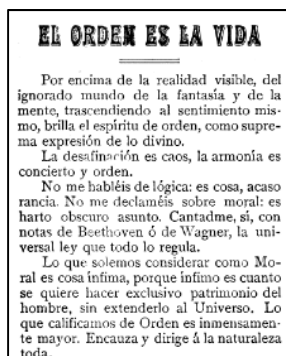 EL ORDEN ES LA VIDA
Por encima de la realidad visible, del
ignorado mundo de la fantasía y de la
mente, trascendiendo al sentimiento mis-
mo, brilla el espíritu de orden, como supre-
ma expresión de lo divino.
La desafinación es caos, la armonía es
concierto y orden.
No me habléis de lógica: es cosa, acaso
rancia. No me declaméis sobre moral: es
harto obscuro asunto. Cantadme, sí, con
notas de Beethoven ó de Wagner, la uni-
versal ley que todo lo regula.
Lo que solemos considerar como Mo-
ral es cosa ínfima, porque ínfimo es cuanto
se quiere hacer exclusivo patrimonio del
hombre, sin extenderlo al Universo. Lo
que calificamos de Orden es inmensamen-
te mayor. Encauza y dirige á la naturaleza
toda.